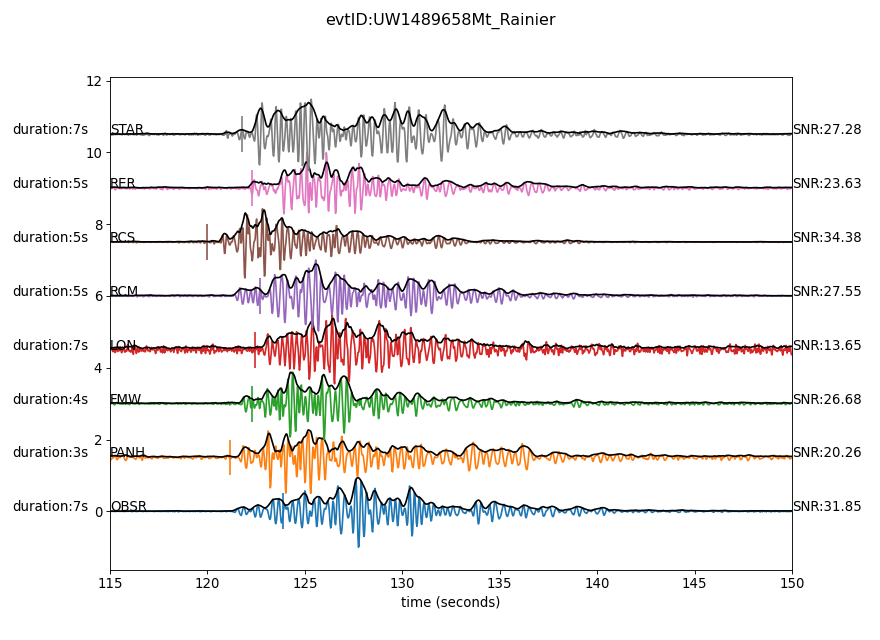 evtID:UW1489658Mt_Rainier
12
duration:7s STAR SNR:27.28
10
duration:5s RER SNR:23.63
8
duration:5s RCS SNR:34.38
duration:5s RCM SNR:27.55
6
duration:7s LON SNR:13.65
4
duration:4s FMW SNR:26.68
2
duration:3s PANH SNR:20.26
duration:7s OBSR SNR:31.85
0
115 120 125 130 135 140 145 150
time (seconds)